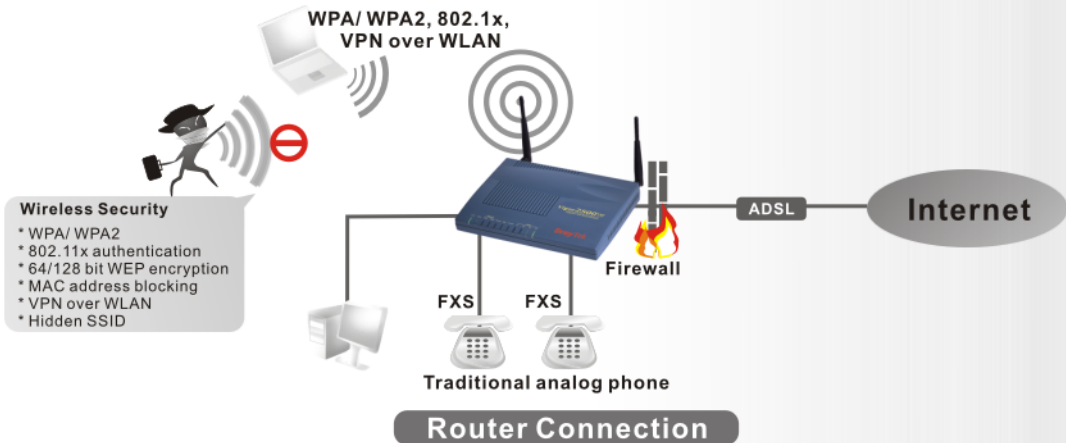 WPA/ WPA2, 802.1x,
VPN over WLAN
Wireless Security
* WPA/ WPA2
* 802.11x authentication
* 64/128 bit WEP encryption
* MAC address blocking
* VPN over WLAN
* Hidden SSID
Firewall
ADSL
Internet
FXS
FXS
Traditional analog phone
Router Connection